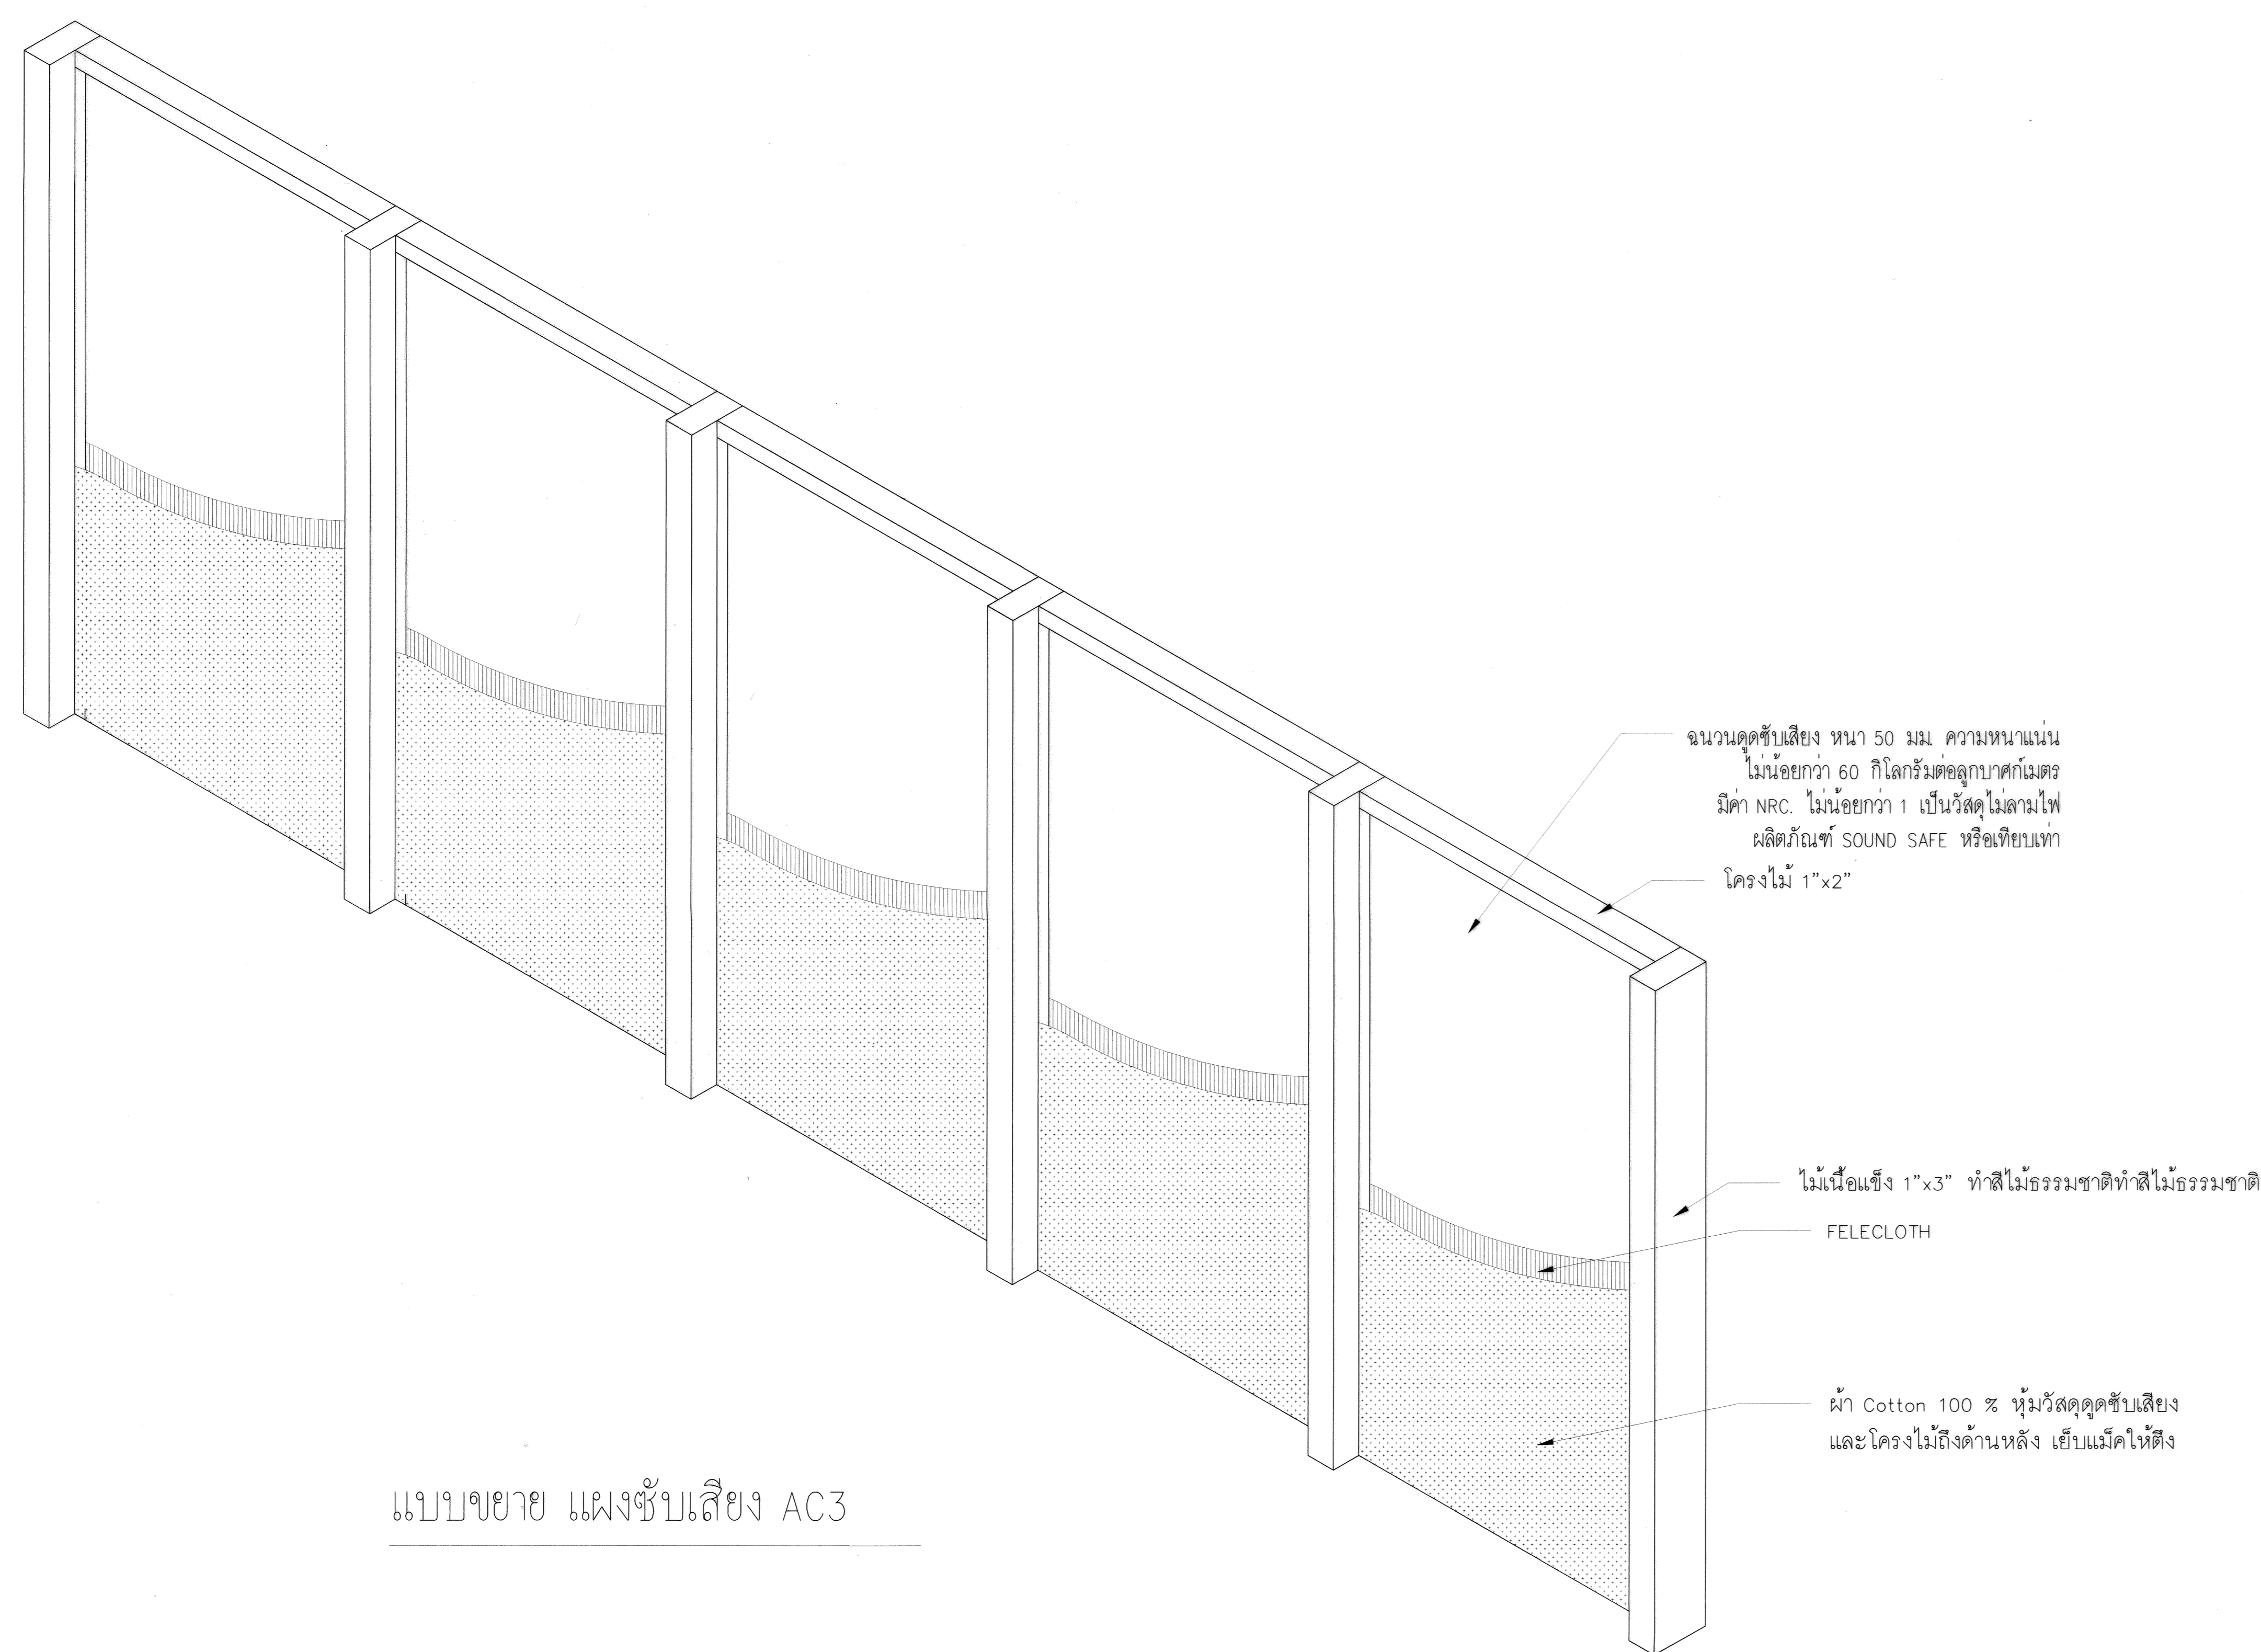 ฉนวนดูดซับเสียง หนา 50 มม. ความหนาแน่น
ไม่น้อยกว่า 60 กิโลกรัมต่อลูกบาศก์เมตร
มีค่า NRC. ไม่น้อยกว่า 1 เป็นวัสดุไม่ลามไฟ
ผลิตภัณฑ์ SOUND SAFE หรือเทียบเท่า
โครงไม้ 1"x2"
ไม้เนื้อแข็ง 1"x3" ทำสีไม้ธรรมชาติทำสีไม้ธรรมชาติ
FELECLOTH
ผ้า Cotton 100 % หุ้มวัสดุดูดซับเสียง
และโครงไม้ถึงด้านหลัง เย็บแม็คให้ตึง
แบบขยาย แผงซับเสียง AC3